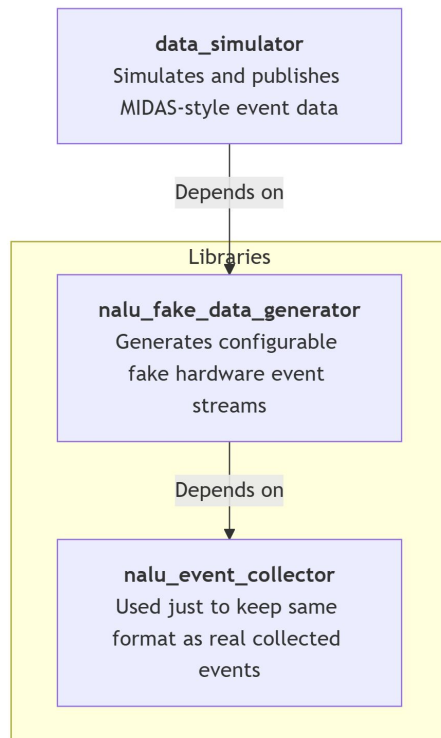 data_simulator
Simulates and publishes
MIDAS-style event data
Depends on
Libraries
nalu_fake_data_generator
Generates configurable
fake hardware event
streams
Depends on
nalu_event_collector
Used just to keep same
format as real collected
events